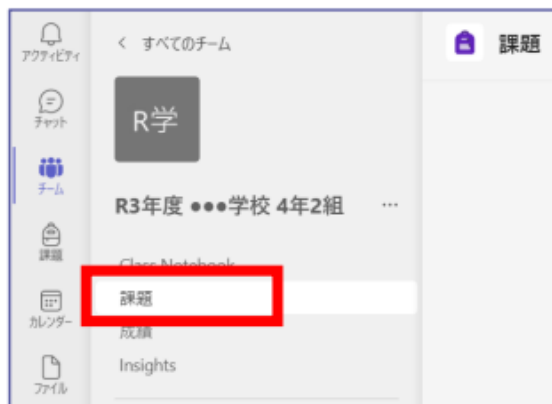 アクティビティ
チャット
チーム
課題
カレンダー
ファイル
すべてのチーム
R学
R3年度 ●●●学校 4年2組 …
Class Notebook
課題
成績
Insights
課題